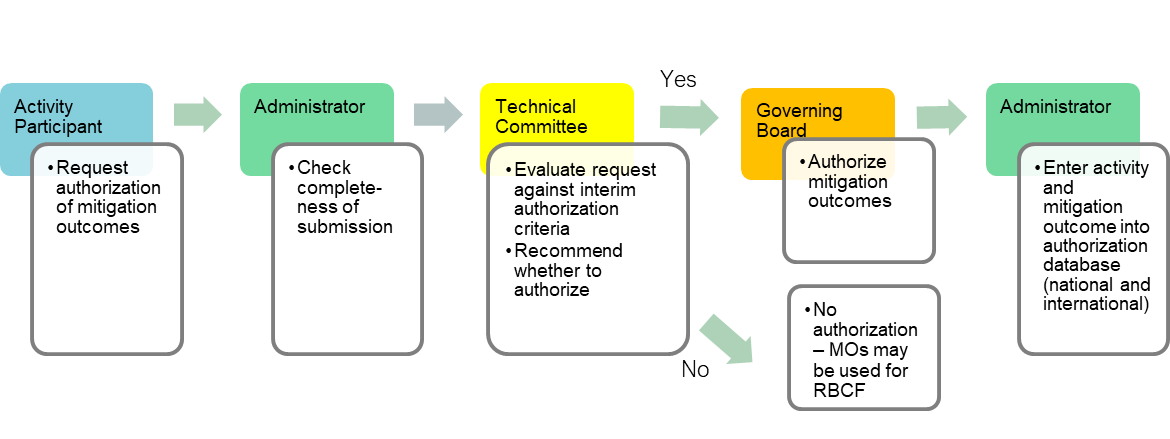 Activity
Participant
•Request
authorization
of mitigation
outcomes
Administrator
•Check
complete-
ness of
submission
Technical
Committee
•Evaluate request
against interim
authorization
criteria
•Recommend
whether to
authorize
Yes
Governing
Board
•Authorize
mitigation
outcomes
No
•No
authorization
– MOs may
be used for
RBCF
Administrator
•Enter activity
and
mitigation
outcome into
authorization
database
(national and
international)